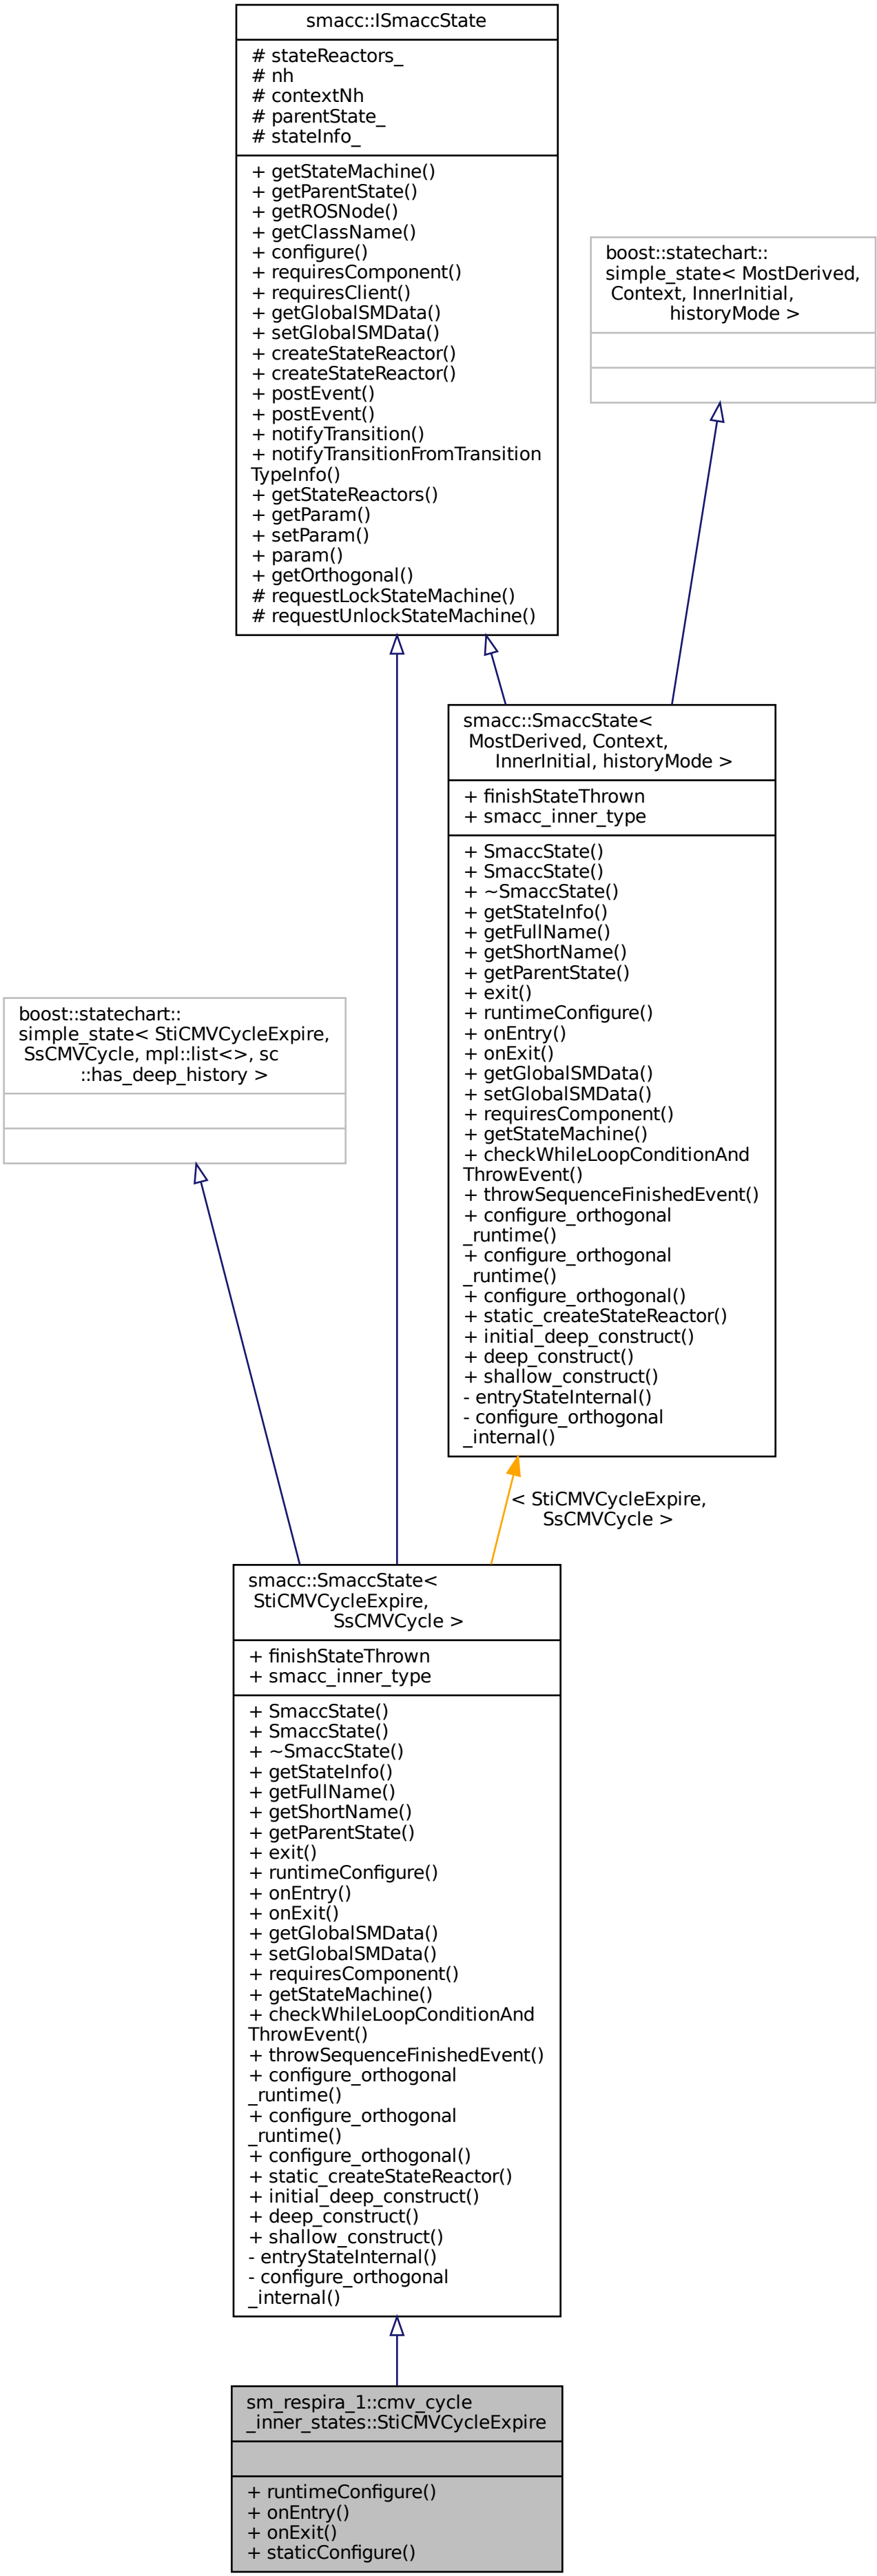 smacc::ISmaccState
# stateReactors_
# nh
# contextNh
# parentState_
# stateInfo_
+ getStateMachine()
+ getParentState()
+ getROSNode()
+ getClassName()
+ configure()
+ requiresComponent()
+ requiresClient()
+ getGlobalSMData()
+ setGlobalSMData()
+ createStateReactor()
+ createStateReactor()
+ postEvent()
+ postEvent()
+ notifyTransition()
+ notifyTransitionFromTransition
TypeInfo()
+ getStateReactors()
+ getParam()
+ setParam()
+ param()
+ getOrthogonal()
# requestLockStateMachine()
# requestUnlockStateMachine()
boost::statechart::
simple_state< MostDerived,
Context, InnerInitial,
historyMode >
smacc::SmaccState<
MostDerived, Context,
InnerInitial, historyMode >
+ finishStateThrown
+ smacc_inner_type
+ SmaccState()
+ SmaccState()
+ ~SmaccState()
+ getStateInfo()
+ getFullName()
+ getShortName()
+ getParentState()
+ exit()
+ runtimeConfigure()
+ onEntry()
+ onExit()
+ getGlobalSMData()
+ setGlobalSMData()
+ requiresComponent()
+ getStateMachine()
+ checkWhileLoopConditionAnd
ThrowEvent()
+ throwSequenceFinishedEvent()
+ configure_orthogonal
_runtime()
+ configure_orthogonal
_runtime()
+ configure_orthogonal()
+ static_createStateReactor()
+ initial_deep_construct()
+ deep_construct()
+ shallow_construct()
- entryStateInternal()
- configure_orthogonal
_internal()
boost::statechart::
simple_state< StiCMVCycleExpire,
SsCMVCycle, mpl::list<>, sc
::has_deep_history >
< StiCMVCycleExpire,
SsCMVCycle >
smacc::SmaccState<
StiCMVCycleExpire,
SsCMVCycle >
+ finishStateThrown
+ smacc_inner_type
+ SmaccState()
+ SmaccState()
+ ~SmaccState()
+ getStateInfo()
+ getFullName()
+ getShortName()
+ getParentState()
+ exit()
+ runtimeConfigure()
+ onEntry()
+ onExit()
+ getGlobalSMData()
+ setGlobalSMData()
+ requiresComponent()
+ getStateMachine()
+ checkWhileLoopConditionAnd
ThrowEvent()
+ throwSequenceFinishedEvent()
+ configure_orthogonal
_runtime()
+ configure_orthogonal
_runtime()
+ configure_orthogonal()
+ static_createStateReactor()
+ initial_deep_construct()
+ deep_construct()
+ shallow_construct()
- entryStateInternal()
- configure_orthogonal
_internal()
sm_respira_1::cmv_cycle
_inner_states::StiCMVCycleExpire
+ runtimeConfigure()
+ onEntry()
+ onExit()
+ staticConfigure()